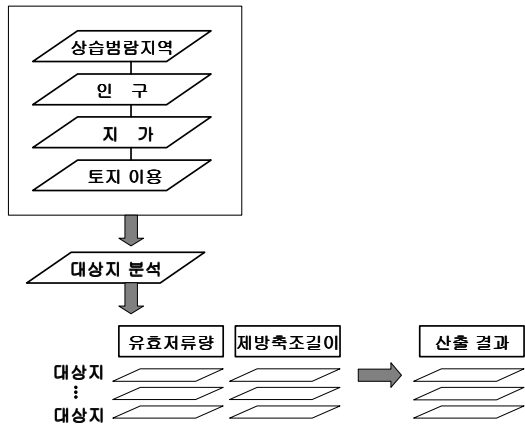 상습범람지역
인 구
지 가
토지 이용
대상지 분석
유효저류량 제방축조길이 산출 결과
대상지
대상지